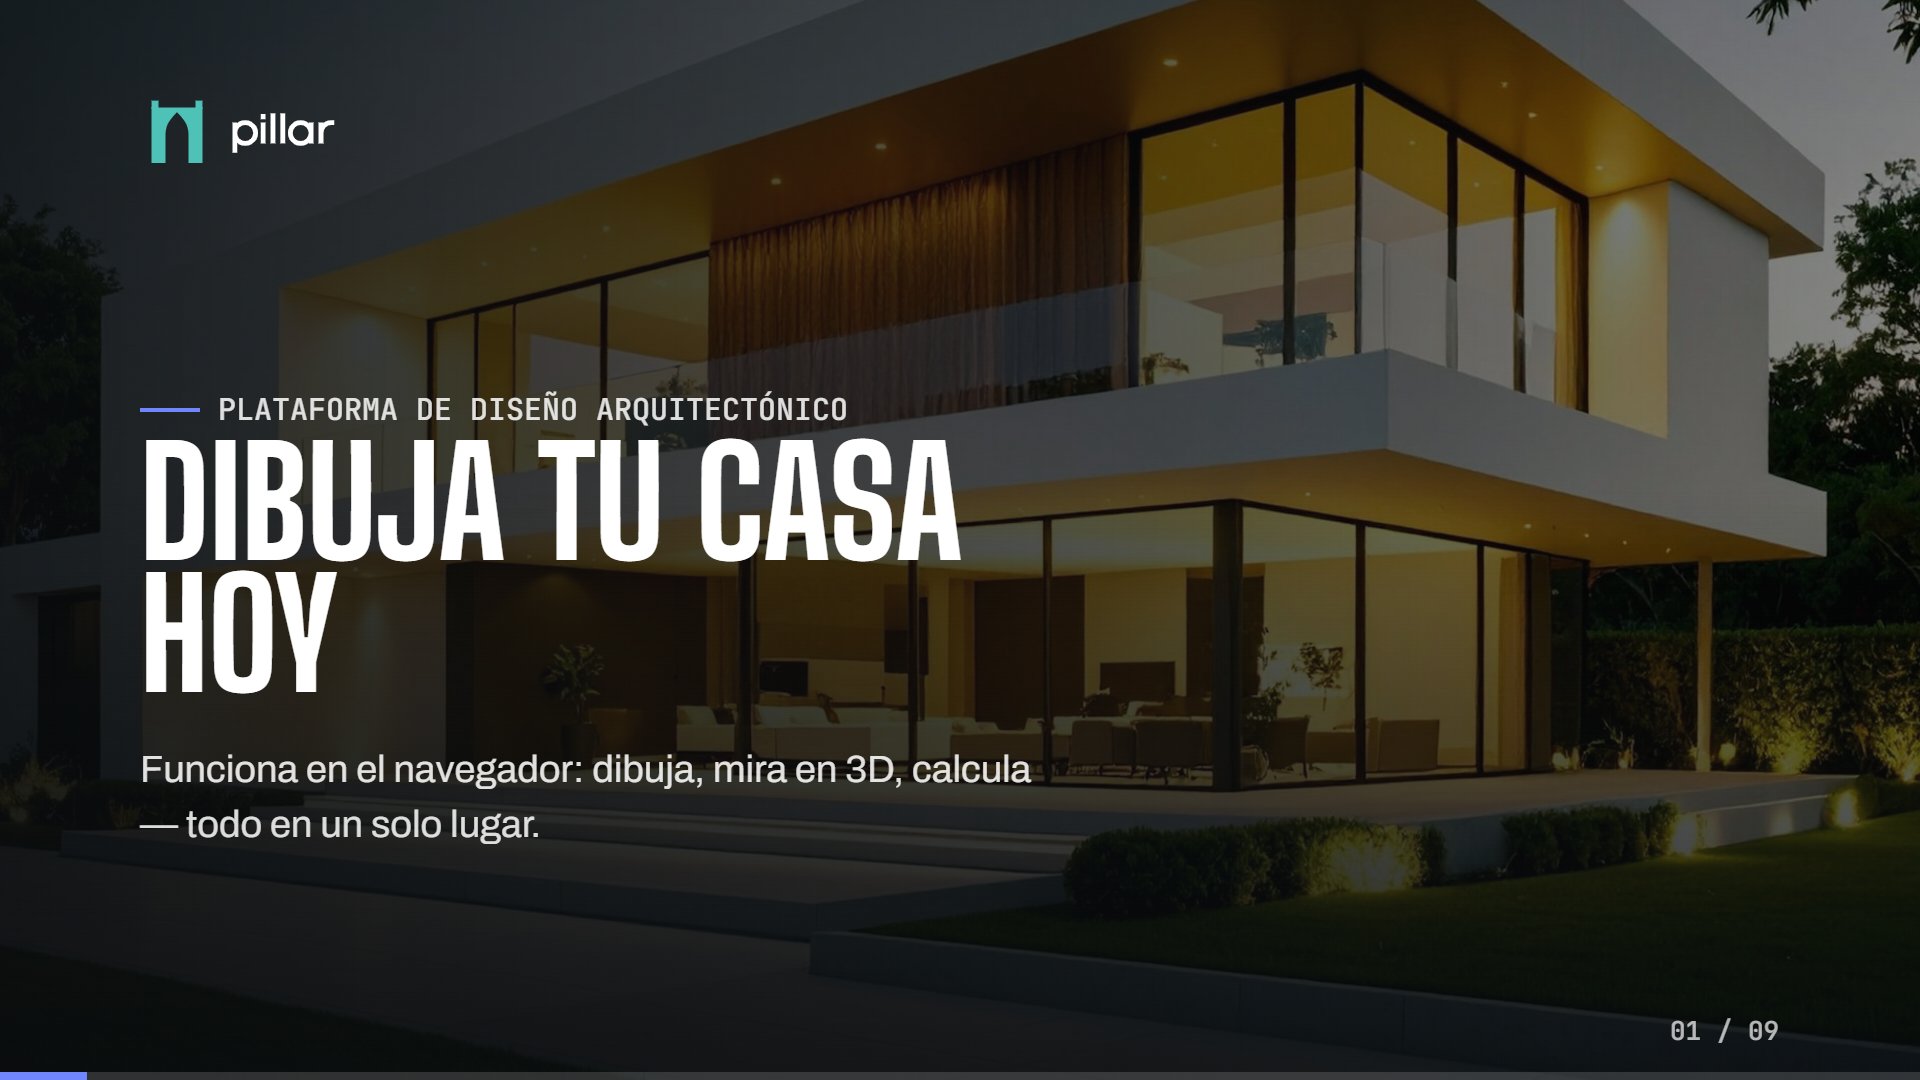 pillar
PLATAFORMA DE DISEÑO ARQUITECTÓNICO
DIBUJA TU CASA
HOY
Funciona en el navegador: dibuja, mira en 3D, calcula
— todo en un solo lugar.
01 / 09